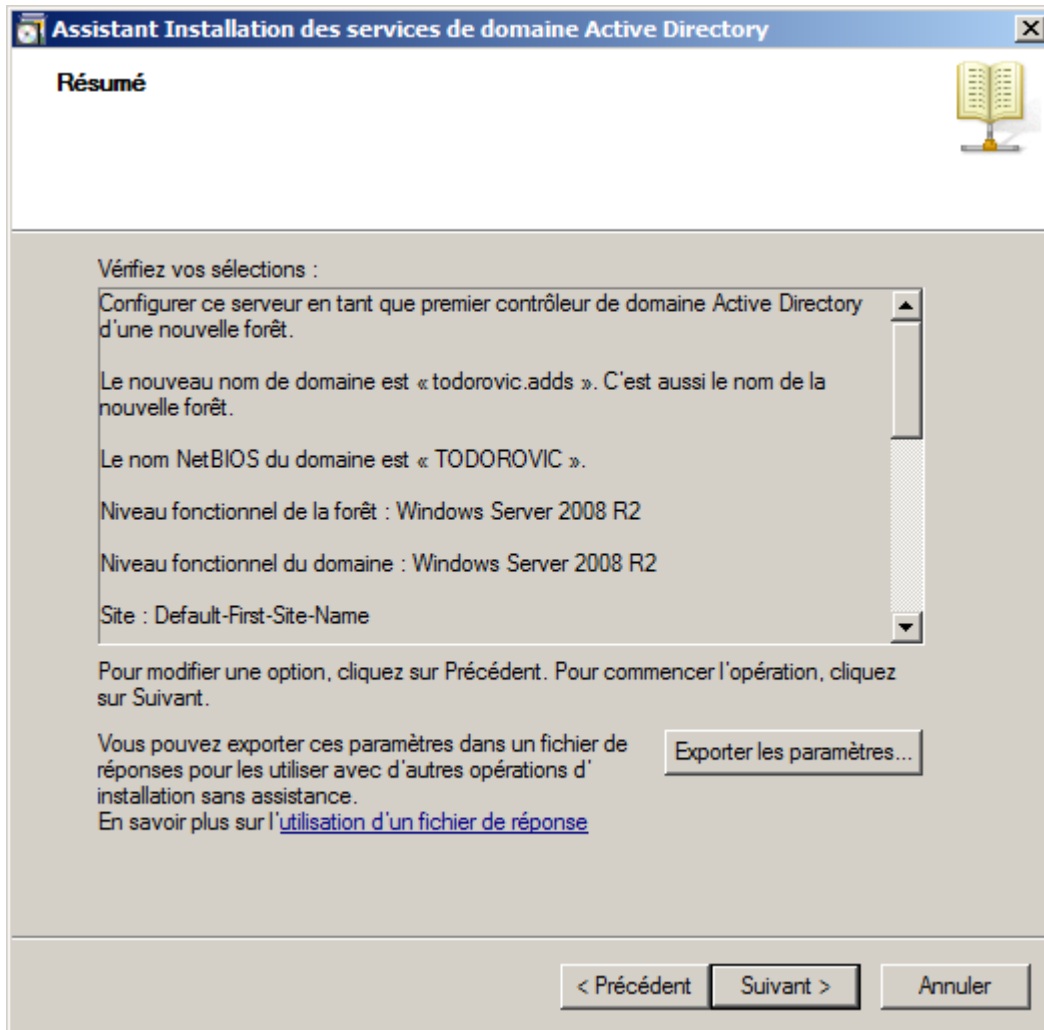 Assistant Installation des services de domaine Active Directory
Résumé
Vérifiez vos sélections :
Configurer ce serveur en tant que premier contrôleur de domaine Active Directory
d'une nouvelle forêt.
Le nouveau nom de domaine est « todorovic.adds ». C'est aussi le nom de la
nouvelle forêt.
Le nom NetBIOS du domaine est « TODOROVIC ».
Niveau fonctionnel de la forêt : Windows Server 2008 R2
Niveau fonctionnel du domaine : Windows Server 2008 R2
Site : Default-First-Site-Name
Pour modifier une option, cliquez sur Précédent. Pour commencer l'opération, cliquez
sur Suivant.
Vous pouvez exporter ces paramètres dans un fichier de
réponses pour les utiliser avec d'autres opérations d'
installation sans assistance.
Exporter les paramètres...
En savoir plus sur l'utilisation d'un fichier de réponse
< Précédent
Suivant >
Annuler